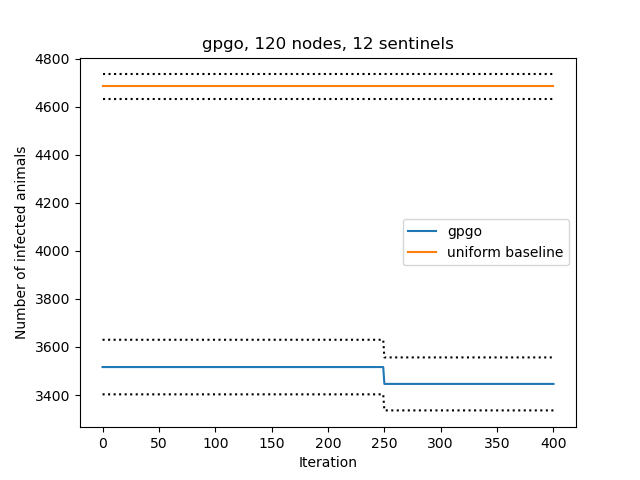 gpgo, 120 nodes, 12 sentinels
4800
4600
4400
4200
4000
3800
3600
3400
Number of infected animals
gpgo
uniform baseline
0 50 100 150 200 250 300 350 400
Iteration